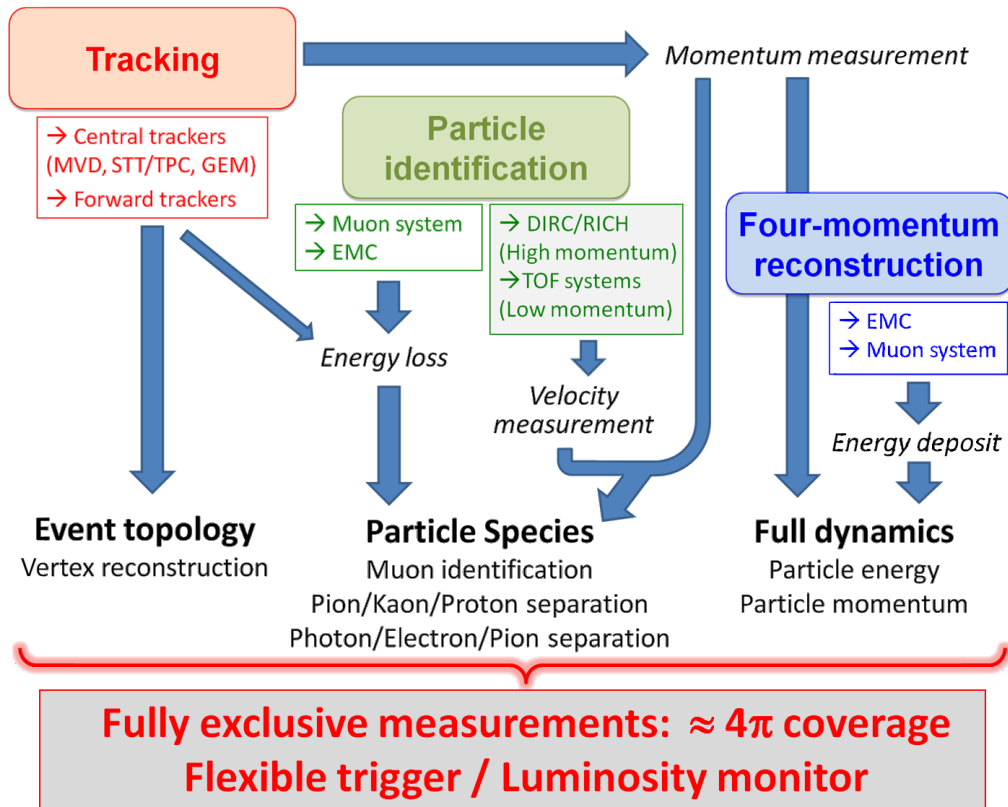 Tracking
Momentum measurement
→ Central trackers
(MVD, STT/TPC, GEM)
→ Forward trackers
Particle
identification
→ Muon system
→ EMC
→ DIRC/RICH
(High momentum)
→TOF systems
(Low momentum)
Four-momentum
reconstruction
→ EMC
→ Muon system
Energy loss
Velocity
measurement
Energy deposit
Event topology
Vertex reconstruction
Particle Species
Muon identification
Pion/Kaon/Proton separation
Photon/Electron/Pion separation
Full dynamics
Particle energy
Particle momentum
Fully exclusive measurements: ≈ 4π coverage
Flexible trigger / Luminosity monitor